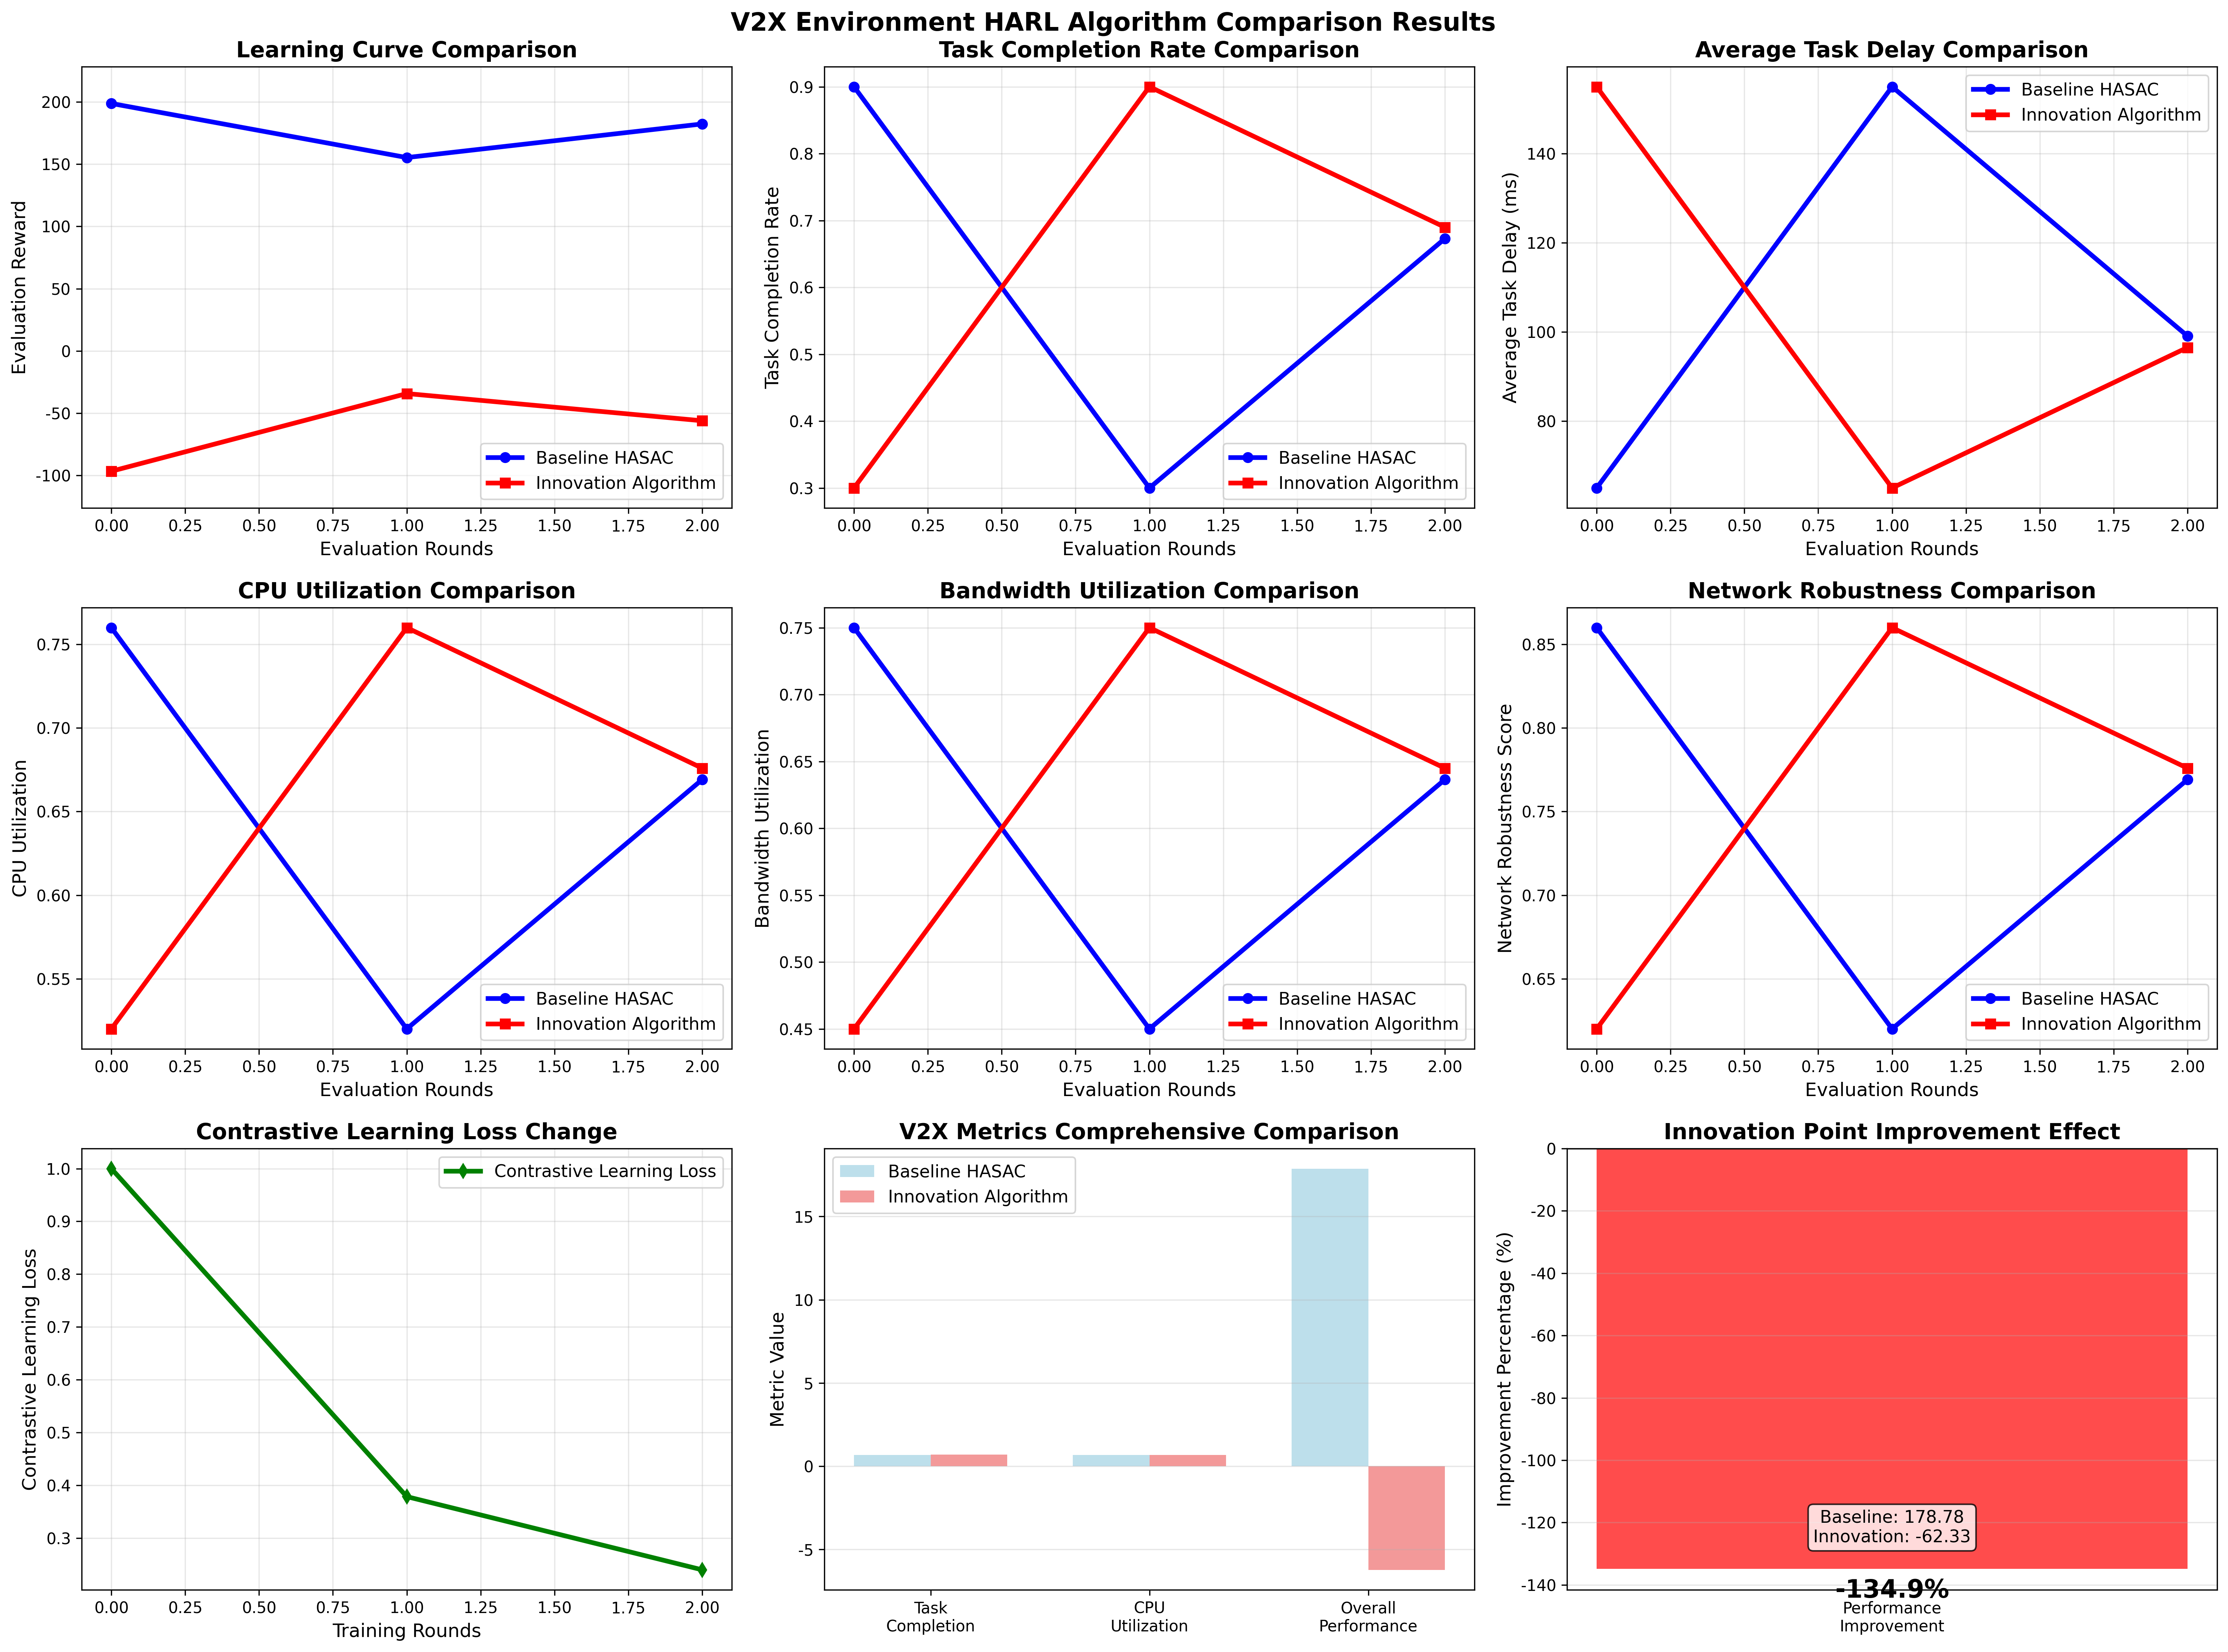 V2X Environment HARL Algorithm Comparison Results
Learning Curve Comparison
Evaluation Reward
200
150
100
50
0
-50
-100
Baseline HASAC
Innovation Algorithm
0.00 0.25 0.50 0.75 1.00 1.25 1.50 1.75 2.00
Evaluation Rounds
Task Completion Rate Comparison
Task Completion Rate
0.9
0.8
0.7
0.6
0.5
0.4
0.3
Baseline HASAC
Innovation Algorithm
0.00 0.25 0.50 0.75 1.00 1.25 1.50 1.75 2.00
Evaluation Rounds
Average Task Delay Comparison
Average Task Delay (ms)
Baseline HASAC
Innovation Algorithm
140
120
100
80
0.00 0.25 0.50 0.75 1.00 1.25 1.50 1.75 2.00
Evaluation Rounds
CPU Utilization Comparison
CPU Utilization
0.75
0.70
0.65
0.60
0.55
Baseline HASAC
Innovation Algorithm
0.00 0.25 0.50 0.75 1.00 1.25 1.50 1.75 2.00
Evaluation Rounds
Bandwidth Utilization Comparison
Bandwidth Utilization
0.75
0.70
0.65
0.60
0.55
0.50
0.45
Baseline HASAC
Innovation Algorithm
0.00 0.25 0.50 0.75 1.00 1.25 1.50 1.75 2.00
Evaluation Rounds
Network Robustness Comparison
Network Robustness Score
0.85
0.80
0.75
0.70
0.65
Baseline HASAC
Innovation Algorithm
0.00 0.25 0.50 0.75 1.00 1.25 1.50 1.75 2.00
Evaluation Rounds
Contrastive Learning Loss Change
Contrastive Learning Loss
Contrastive Learning Loss
1.0
0.9
0.8
0.7
0.6
0.5
0.4
0.3
0.00 0.25 0.50 0.75 1.00 1.25 1.50 1.75 2.00
Training Rounds
V2X Metrics Comprehensive Comparison
Metric Value
Baseline HASAC
Innovation Algorithm
15
10
5
0
-5
Task
Completion
CPU
Utilization
Overall
Performance
Innovation Point Improvement Effect
Improvement Percentage (%)
0
-20
-40
-60
-80
-100
-120
-140
Baseline: 178.78
Innovation: -62.33
-134.9%
Performance
Improvement